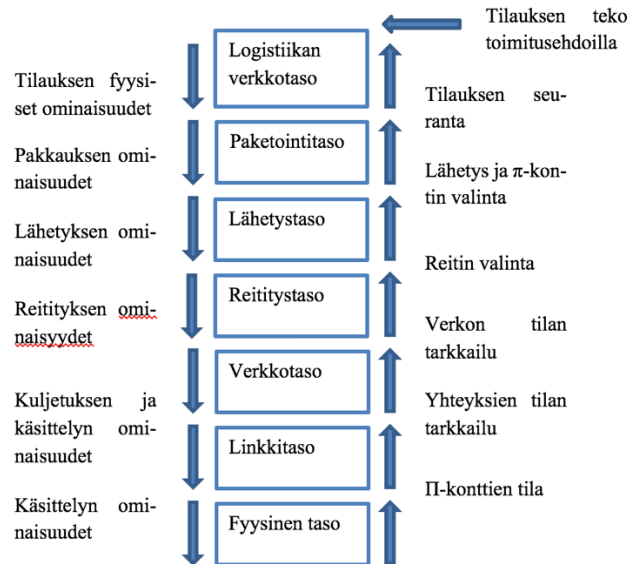 Tilauksen teko
toimitusehdoilla
Logistiikan
verkkotaso
Tilauksen fyysi-
set ominaisuudet
Tilauksen seu-
ranta
Paketointitaso
Pakkauksen omi-
naisuudet
Lähetys ja π-kon-
tin valinta
Lähetystaso
Lähetyksen omi-
naisuudet
Reitin valinta
Reititystaso
Reitityksen omi-
naisyydet
Verkon tilan
tarkkailu
Verkkotaso
Kuljetuksen ja
käsittelyn omi-
naisuudet
Yhteyksien tilan
tarkkailu
Linkkitaso
Π-konttien tila
Käsittelyn omi-
naisuudet
Fyysinen taso